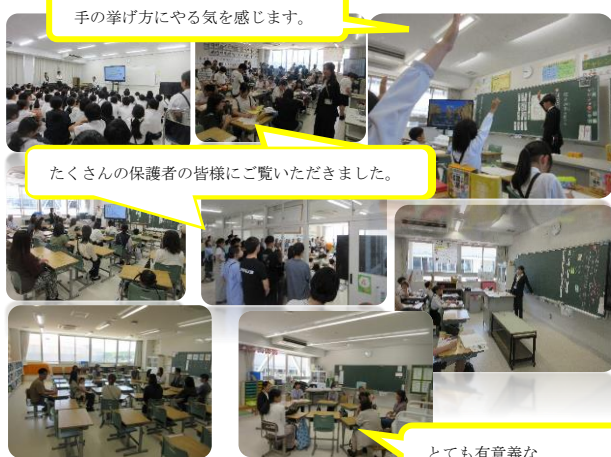 手の挙げ方にやる気を感じます。
たくさんの保護者の皆様にご覧いただきました。
とても有意義な